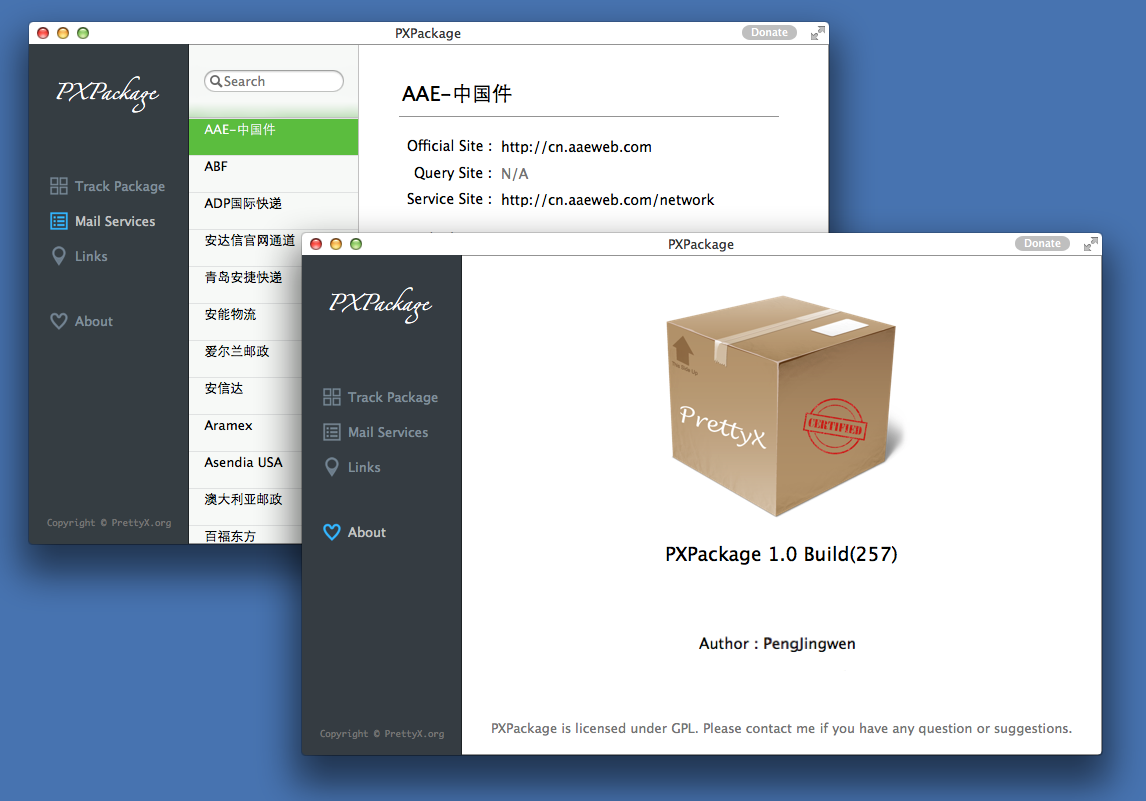 PXPackage
Donate
PXPackage
Track Package
Mail Services
Links
About
Copyright © PrettyX.org
Search
AAE-中国件
ABF
ADP国际快递
安达信官网通道
青岛安捷快递
安能物流
爱尔兰邮政
安信达
Aramex
Asendia USA
澳大利亚邮政
百福东方
AAE-中国件
Official Site : http://cn.aaeweb.com
Query Site : N/A
Service Site : http://cn.aaeweb.com/network
PXPackage
Donate
PXPackage
Track Package
Mail Services
Links
About
Copyright © PrettyX.org
This Side Up
PrettyX
CERTIFIED
PXPackage 1.0 Build(257)
Author : PengJingwen
PXPackage is licensed under GPL. Please contact me if you have any question or suggestions.